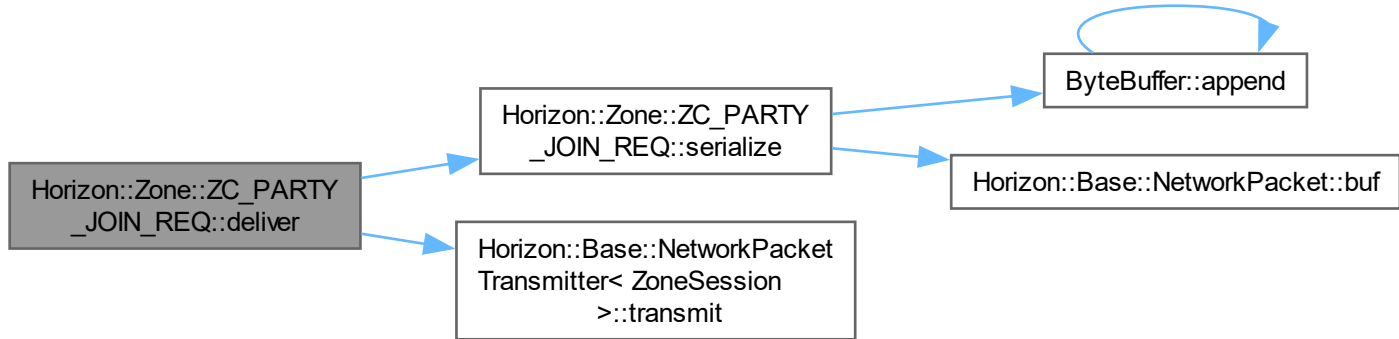 Horizon::Zone::ZC_PARTY
_JOIN_REQ::deliver
Horizon::Zone::ZC_PARTY
_JOIN_REQ::serialize
ByteBuffer::append
Horizon::Base::NetworkPacket::buf
Horizon::Base::NetworkPacket
Transmitter< ZoneSession
>::transmit